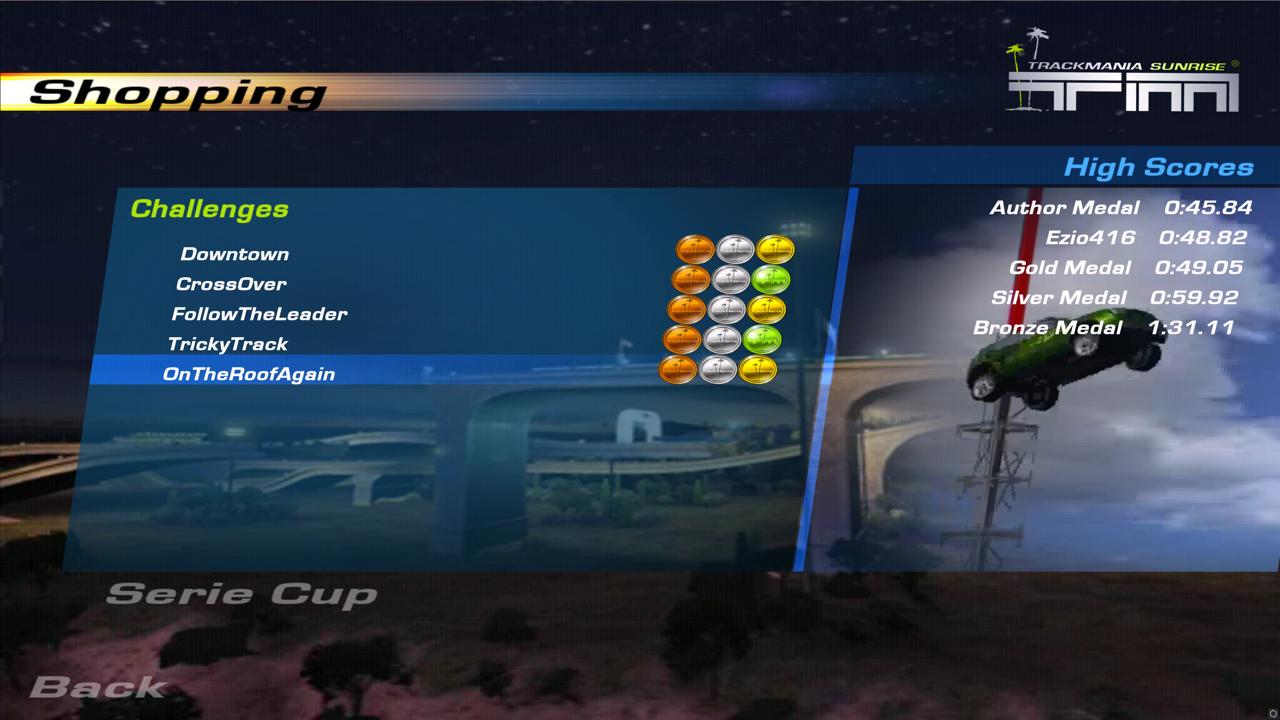 Shopping
TRACKMANIA SUNRISE ®
TM
High Scores
Challenges
Author Medal 0:45.84
Ezio416 0:48.82
Gold Medal 0:49.05
Silver Medal 0:59.92
Bronze Medal 1:31.11
Downtown
CrossOver
FollowTheLeader
TrickyTrack
OnTheRoofAgain
Serie Cup
Back